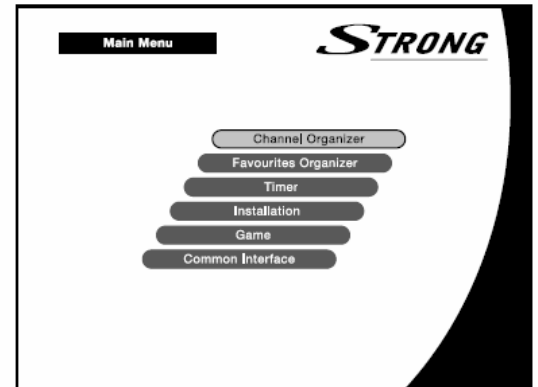 Main Menu
STRONG
Channel Organizer
Favourites Organizer
Timer
Installation
Game
Common Interface